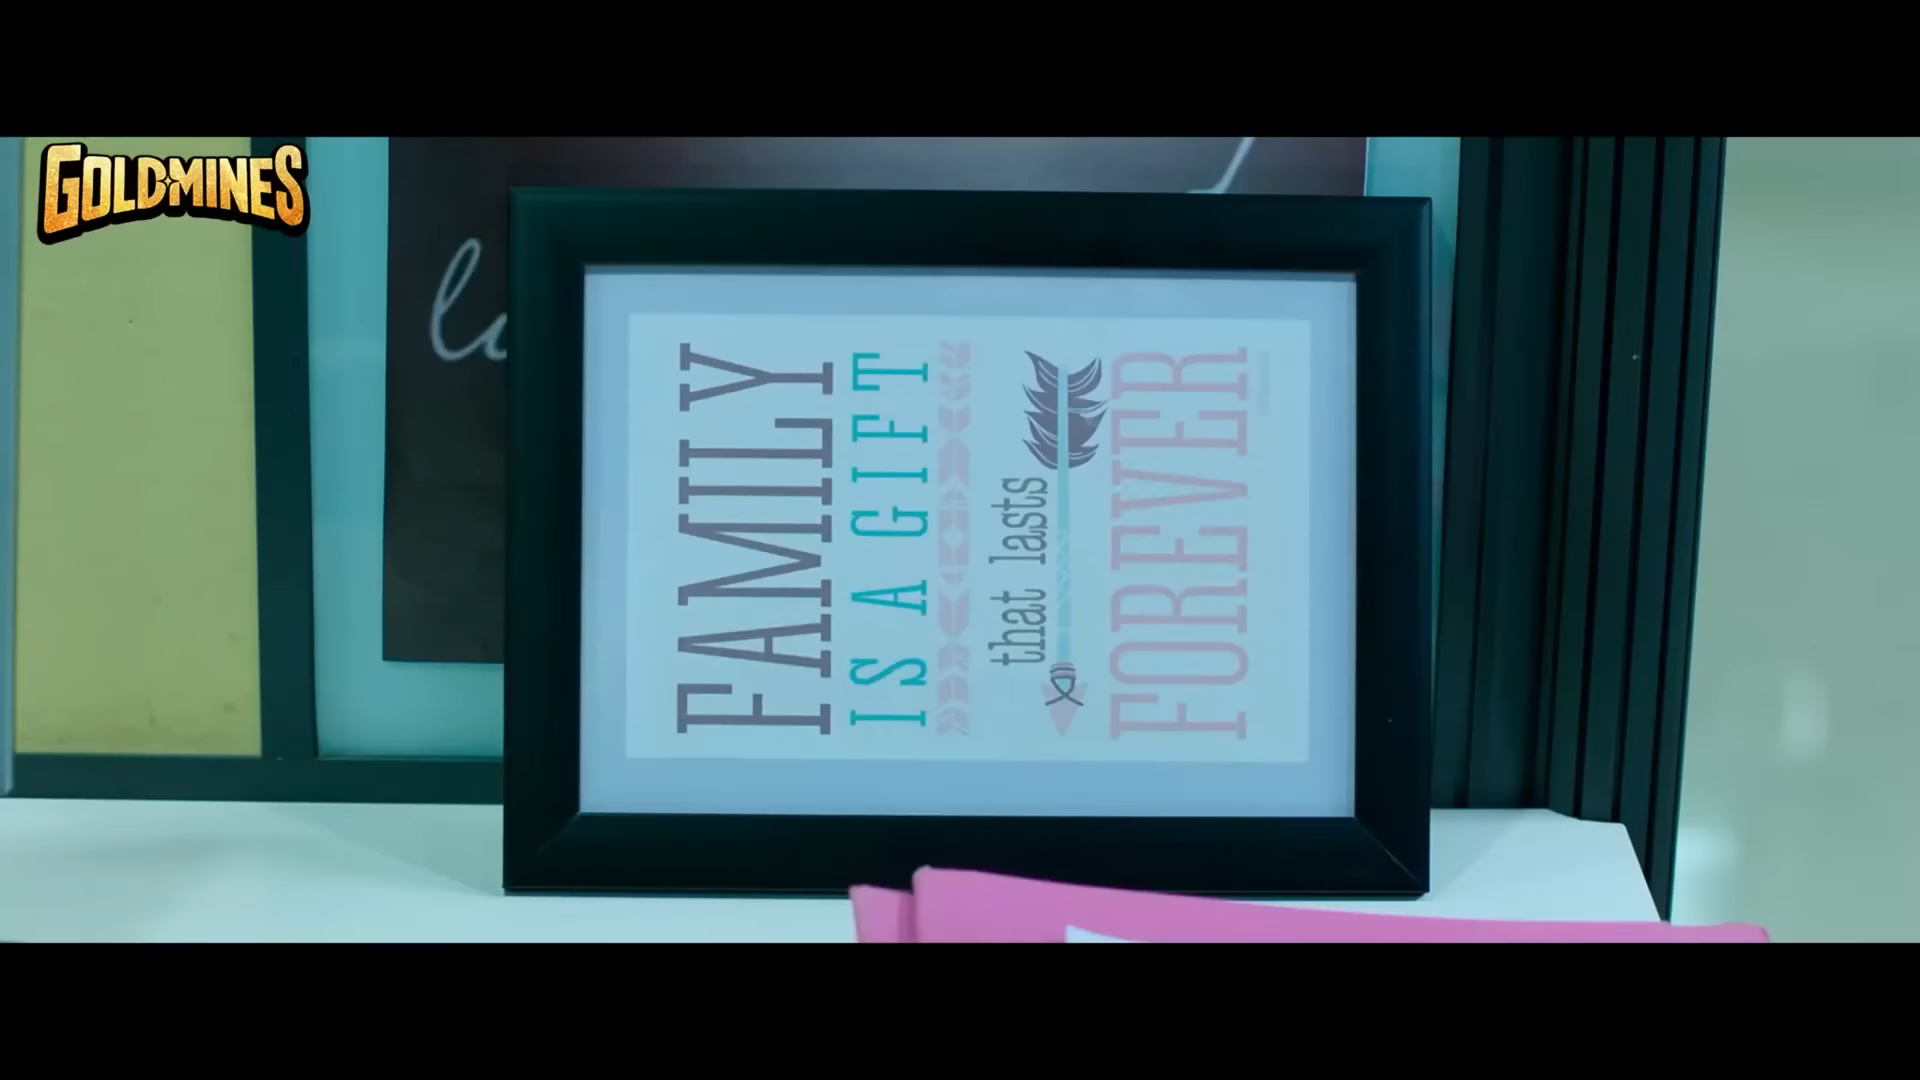 GOLDMINES
FAMILY
IS A GIFT
that lasts
FOREVER